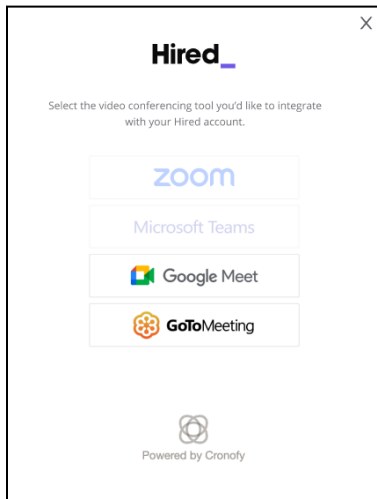 X
Hired_
Select the video conferencing tool you'd like to integrate
with your Hired account.
zoom
Microsoft Teams
Google Meet
GoToMeeting
Powered by Cronofy